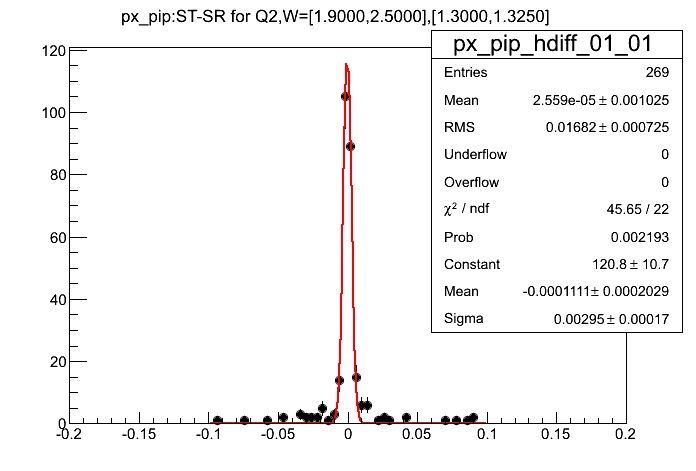 px_pip:ST-SR for Q2,W=[1.9000,2.5000],[1.3000,1.3250]
px_pip_hdiff_01_01
Entries 269
Mean 2.559e-05 ± 0.001025
RMS 0.01682 ± 0.000725
Underflow 0
Overflow 0
χ² / ndf 45.65 / 22
Prob 0.002193
Constant 120.8 ± 10.7
Mean -0.0001111 ± 0.0002029
Sigma 0.00295 ± 0.00017
120
100
80
60
40
20
0
-0.2 -0.15 -0.1 -0.05 0 0.05 0.1 0.15 0.2